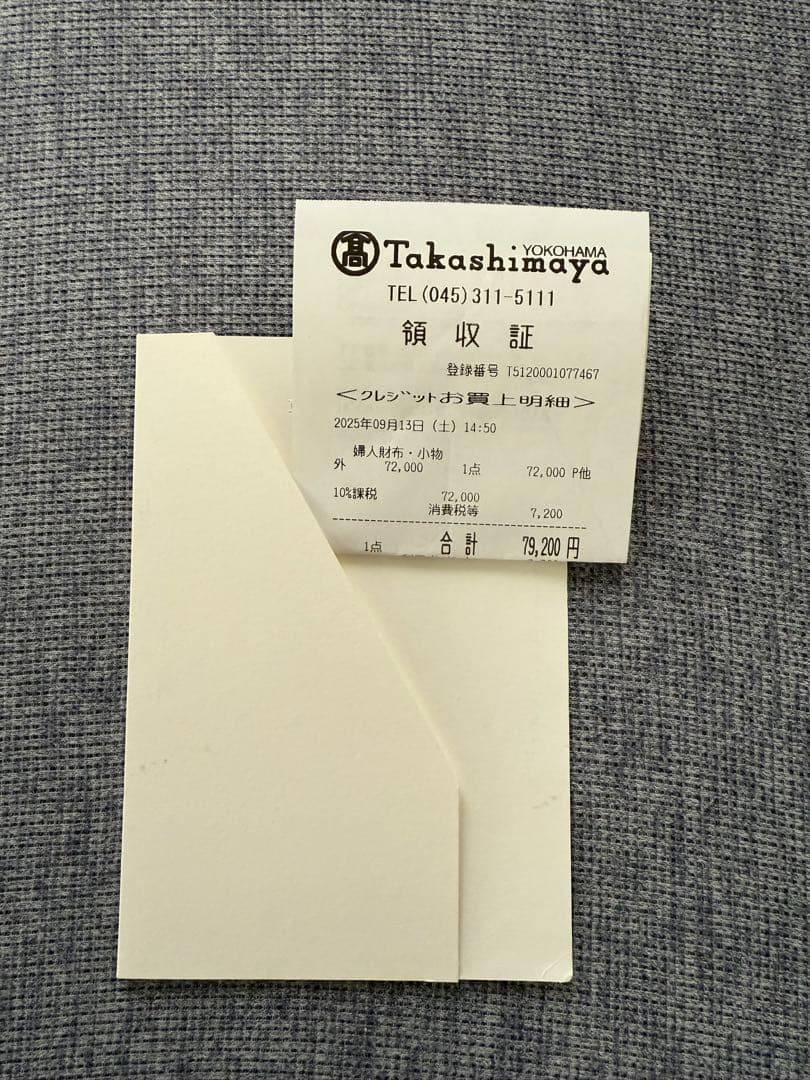 髙 Takashimaya YOKOHAMA
TEL(045)311-5111
領収証
登録番号 T5120001077467
<クレジットお買上明細>
2025年09月13日(土)14:50
婦人財布・小物
外 72,000 1点 72,000 P他
10%課税 72,000
消費税等 7,200
1点 合計 79,200円